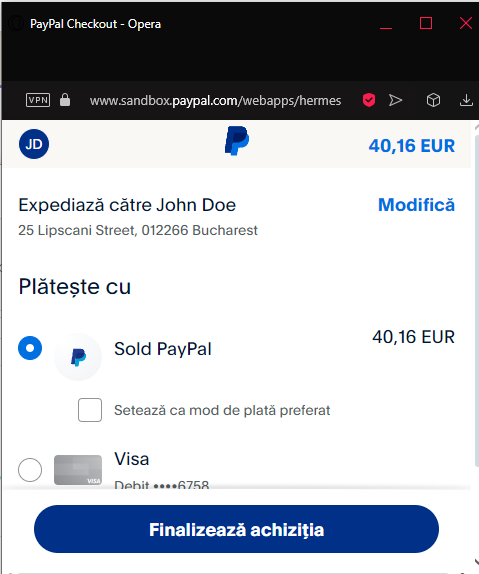 PayPal Checkout - Opera
VPN www.sandbox.paypal.com/webapps/hermes
JD 40,16 EUR
Expediază către John Doe Modifică
25 Lipscani Street, 012266 Bucharest
Plătește cu
Sold PayPal 40,16 EUR
Setează ca mod de plată preferat
Visa
VISA
Debit ••••6758
Finalizează achiziția